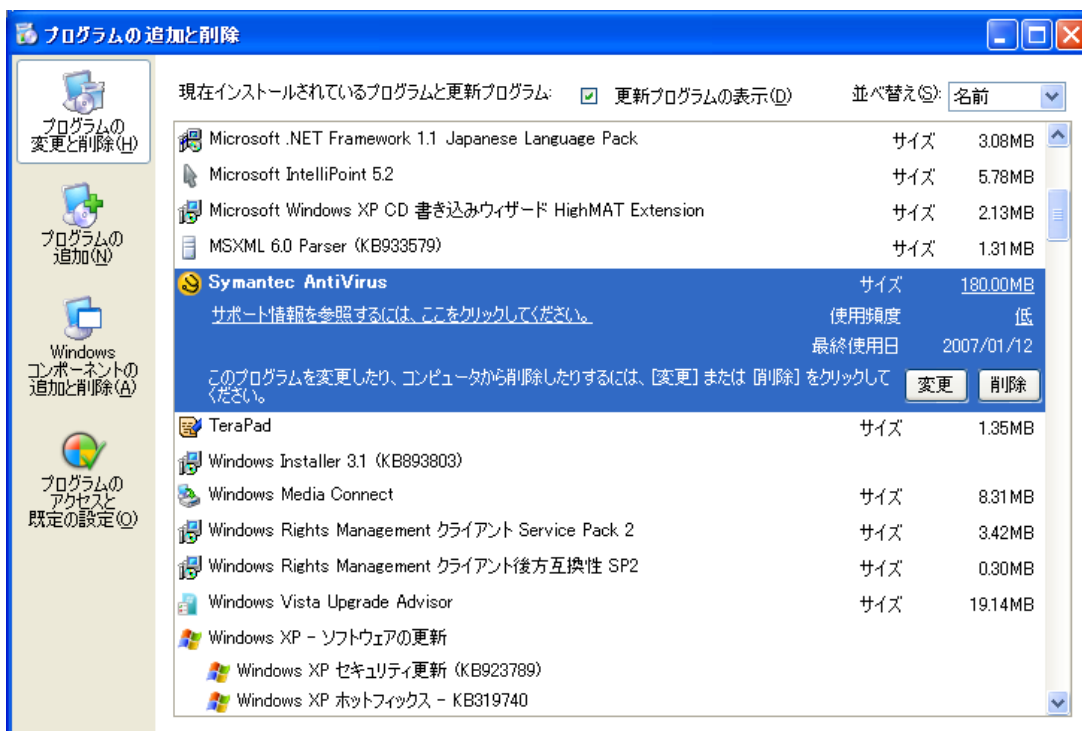 プログラムの追加と削除
プログラムの
変更と削除(H)
プログラムの
追加(N)
Windows
コンポーネントの
追加と削除(A)
プログラムの
アクセスと
既定の設定(O)
現在インストールされているプログラムと更新プログラム: 更新プログラムの表示(D) 並べ替え(S): 名前
Microsoft .NET Framework 1.1 Japanese Language Pack サイズ 3.08MB
Microsoft IntelliPoint 5.2 サイズ 5.78MB
Microsoft Windows XP CD 書き込みウィザード HighMAT Extension サイズ 2.13MB
MSXML 6.0 Parser (KB933579) サイズ 1.31MB
Symantec AntiVirus サイズ 180.00MB
サポート情報を参照するには、ここをクリックしてください。 使用頻度 低
最終使用日 2007/01/12
このプログラムを変更したり、コンピュータから削除したりするには、[変更] または [削除] をクリックして
ください。
変更 削除
TeraPad サイズ 1.35MB
Windows Installer 3.1 (KB893803)
Windows Media Connect サイズ 8.31MB
Windows Rights Management クライアント Service Pack 2 サイズ 3.42MB
Windows Rights Management クライアント後方互換性 SP2 サイズ 0.30MB
Windows Vista Upgrade Advisor サイズ 19.14MB
Windows XP - ソフトウェアの更新
Windows XP セキュリティ更新 (KB923789)
Windows XP ホットフィックス - KB319740